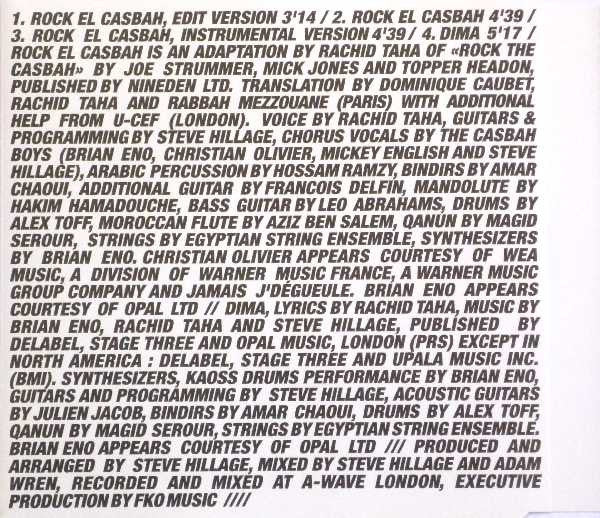 1. ROCK EL CASBAH, EDIT VERSION 3'14 / 2. ROCK EL CASBAH 4'39 /
3. ROCK EL CASBAH, INSTRUMENTAL VERSION 4'39 / 4. DIMA 5'17 /
ROCK EL CASBAH IS AN ADAPTATION BY RACHID TAHA OF «ROCK THE
CASBAH» BY JOE STRUMMER, MICK JONES AND TOPPER HEADON,
PUBLISHED BY NINEDEN LTD. TRANSLATION BY DOMINIQUE CAUBET,
RACHID TAHA AND RABBAH MEZZOUANE (PARIS) WITH ADDITIONAL
HELP FROM U-CEF (LONDON). VOICE BY RACHID TAHA, GUITARS &
PROGRAMMING BY STEVE HILLAGE, CHORUS VOCALS BY THE CASBAH
BOYS (BRIAN ENO, CHRISTIAN OLIVIER, MICKEY ENGLISH AND STEVE
HILLAGE), ARABIC PERCUSSION BY HOSSAM RAMZY, BINDIRS BY AMAR
CHAOUI, ADDITIONAL GUITAR BY FRANCOIS DELFIN, MANDOLUTE BY
HAKIM HAMADOUCHE, BASS GUITAR BY LEO ABRAHAMS, DRUMS BY
ALEX TOFF, MOROCCAN FLUTE BY AZIZ BEN SALEM, QANUN BY MAGID
SEROUR, STRINGS BY EGYPTIAN STRING ENSEMBLE, SYNTHESIZERS
BY BRIAN ENO. CHRISTIAN OLIVIER APPEARS COURTESY OF WEA
MUSIC, A DIVISION OF WARNER MUSIC FRANCE, A WARNER MUSIC
GROUP COMPANY AND JAMAIS J'DÉGUEULE. BRIAN ENO APPEARS
COURTESY OF OPAL LTD // DIMA, LYRICS BY RACHID TAHA, MUSIC BY
BRIAN ENO, RACHID TAHA AND STEVE HILLAGE, PUBLISHED BY
DELABEL, STAGE THREE AND OPAL MUSIC, LONDON (PRS) EXCEPT IN
NORTH AMERICA : DELABEL, STAGE THREE AND UPALA MUSIC INC.
(BMI). SYNTHESIZERS, KAOSS DRUMS PERFORMANCE BY BRIAN ENO,
GUITARS AND PROGRAMMING BY STEVE HILLAGE, ACOUSTIC GUITARS
BY JULIEN JACOB, BINDIRS BY AMAR CHAOUI, DRUMS BY ALEX TOFF,
QANUN BY MAGID SEROUR, STRINGS BY EGYPTIAN STRING ENSEMBLE.
BRIAN ENO APPEARS COURTESY OF OPAL LTD /// PRODUCED AND
ARRANGED BY STEVE HILLAGE, MIXED BY STEVE HILLAGE AND ADAM
WREN, RECORDED AND MIXED AT A-WAVE LONDON, EXECUTIVE
PRODUCTION BY FKO MUSIC ////